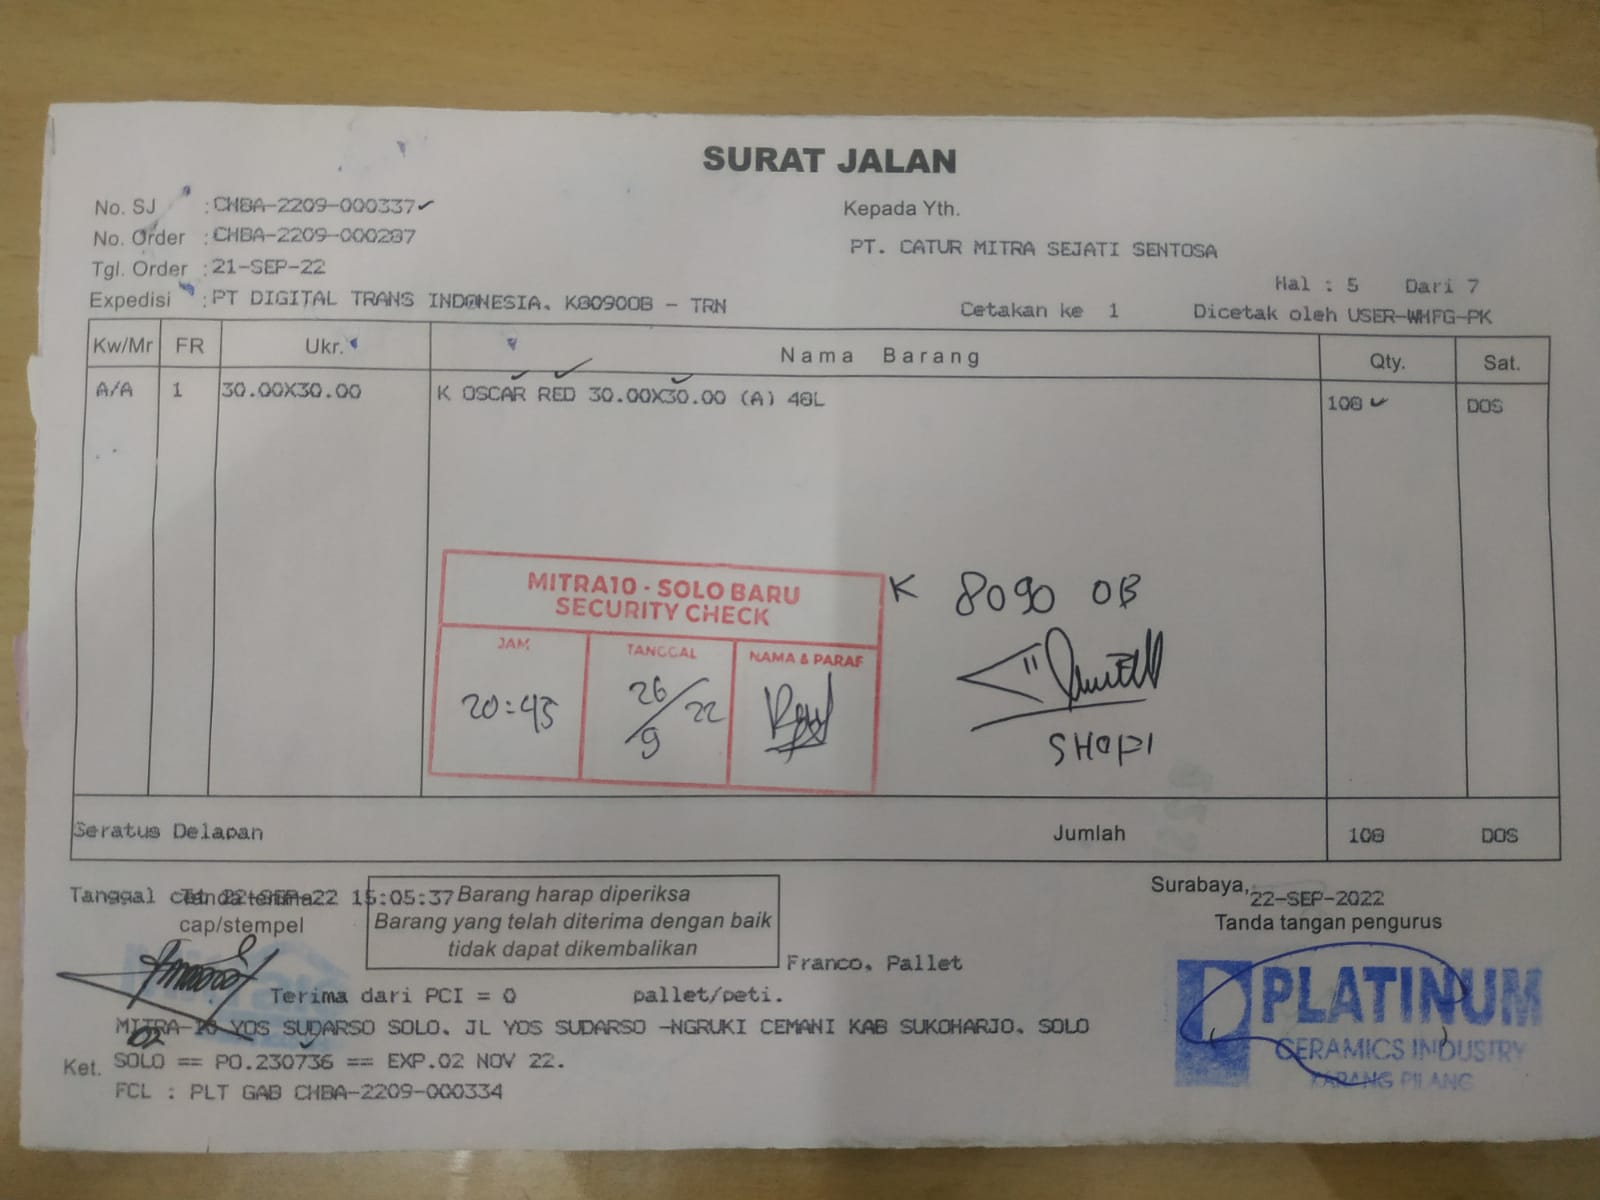 SURAT JALAN
No. SJ : CHBA-2209-000337
Kepada Yth.
No. Order : CHBA-2209-000287
PT. CATUR MITRA SEJATI SENTOSA
Tgl. Order : 21-SEP-22
Hal : 5 Dari 7
Expedisi : PT DIGITAL TRANS INDONESIA. K8090OB - TRN
Cetakan ke 1 Dicetak oleh USER-WHFG-PK
Kw/Mr FR Ukr. Nama Barang Qty. Sat.
A/A 1 30.00X30.00 K OSCAR RED 30.00X30.00 (A) 48L 108 DOS
MITRA10 - SOLO BARU
SECURITY CHECK
JAM TANGGAL NAMA & PARAF
20:43 26/9 22
K 8090 OB
SHOPI
Seratus Delapan Jumlah 108 DOS
Tanggal cetak 22-SEP-22 15:05:37
Tanda terima
cap/stempel
Barang harap diperiksa
Barang yang telah diterima dengan baik
tidak dapat dikembalikan
Surabaya, 22-SEP-2022
Tanda tangan pengurus
Franco. Pallet
Terima dari PCI = 0 pallet/peti.
MITRA-10 YOS SUDARSO SOLO. JL YOS SUDARSO -NGRUKI CEMANI KAB SUKOHARJO. SOLO
Ket. SOLO == PO.230736 == EXP.02 NOV 22.
FCL : PLT GAB CHBA-2209-000334
PLATINUM
CERAMICS INDUSTRY
KARANG PILANG